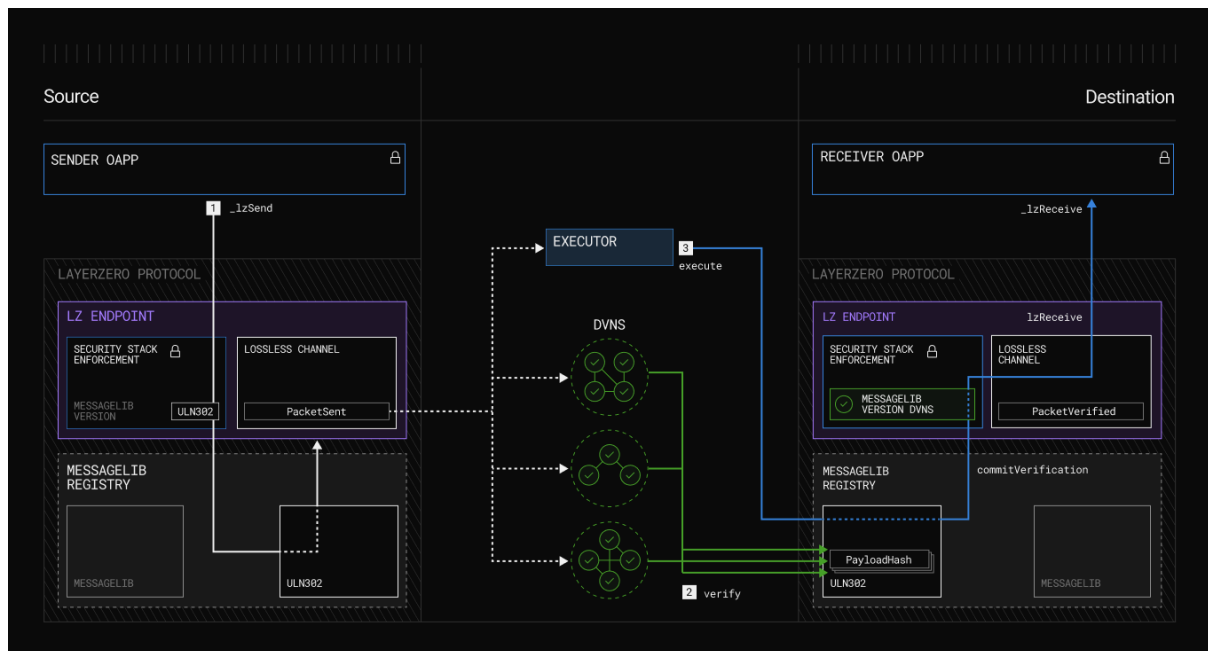 Source
Destination
SENDER OAPP
RECEIVER OAPP
1 _lzSend
_lzReceive
EXECUTOR
3
execute
LAYERZERO PROTOCOL
LAYERZERO PROTOCOL
LZ ENDPOINT
SECURITY STACK
ENFORCEMENT
LOSSLESS CHANNEL
MESSAGELIB
VERSION
ULN302
PacketSent
DVNS
LZ ENDPOINT
lzReceive
SECURITY STACK
ENFORCEMENT
LOSSLESS
CHANNEL
MESSAGELIB
VERSION DVNS
PacketVerified
MESSAGELIB
REGISTRY
MESSAGELIB
ULN302
MESSAGELIB
REGISTRY
commitVerification
PayloadHash
ULN302
MESSAGELIB
2 verify